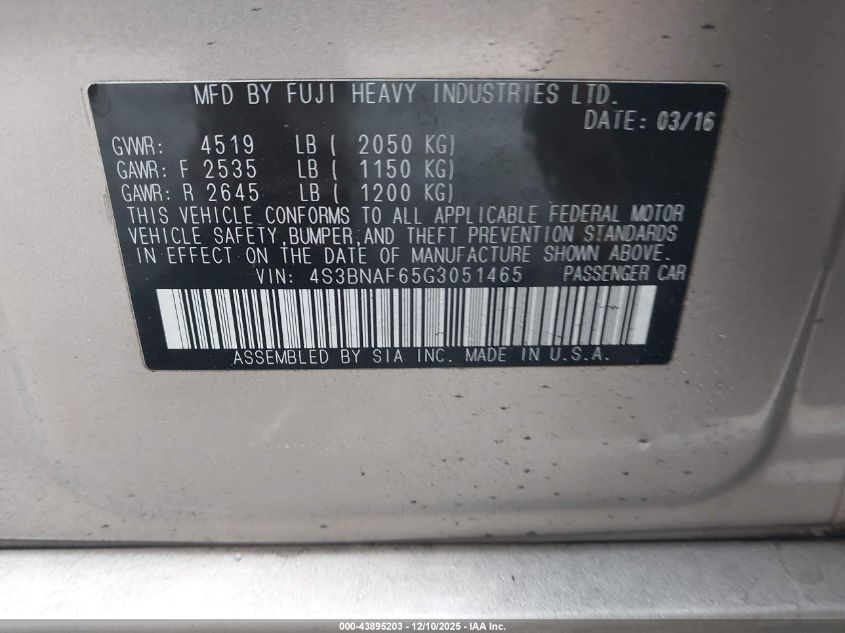 MFD BY FUJI HEAVY INDUSTRIES LTD.
DATE: 03/16
GVWR: 4519 LB ( 2050 KG)
GAWR: F 2535 LB ( 1150 KG)
GAWR: R 2645 LB ( 1200 KG)
THIS VEHICLE CONFORMS TO ALL APPLICABLE FEDERAL MOTOR
VEHICLE SAFETY,BUMPER,AND THEFT PREVENTION STANDARDS
IN EFFECT ON THE DATE OF MANUFACTURE SHOWN ABOVE.
VIN: 4S3BNAF65G3051465 PASSENGER CAR
ASSEMBLED BY SIA INC. MADE IN U.S.A.
000-43895203 - 12/10/2025 - IAA Inc.